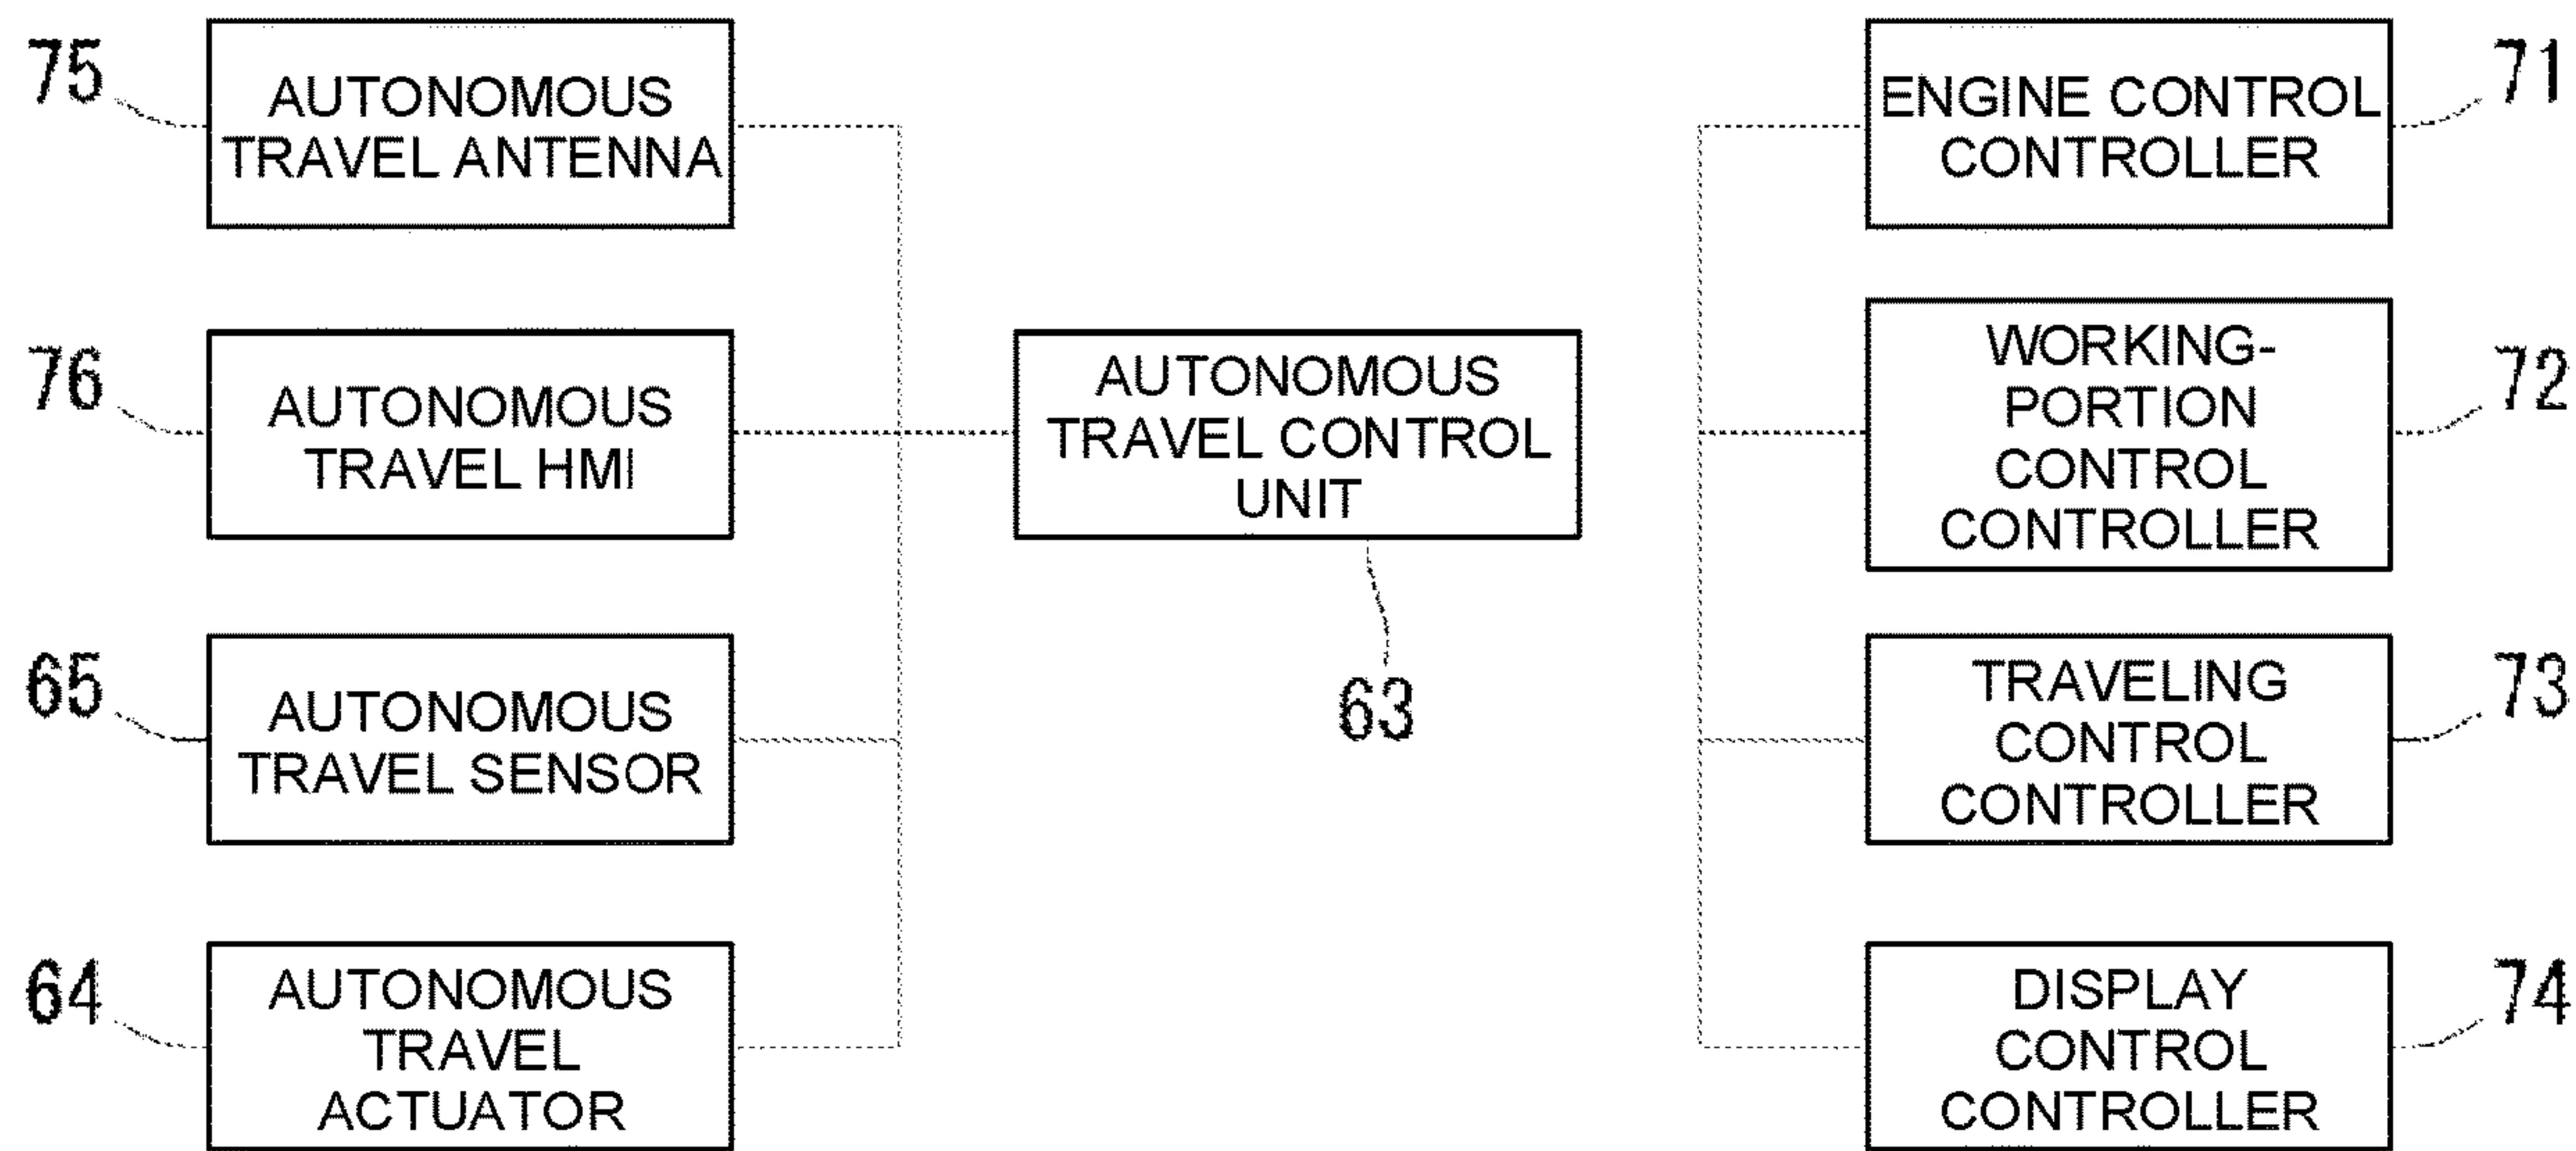 75
AUTONOMOUS
TRAVEL ANTENNA
76
AUTONOMOUS
TRAVEL HMI
65
AUTONOMOUS
TRAVEL SENSOR
64
AUTONOMOUS
TRAVEL
ACTUATOR
AUTONOMOUS
TRAVEL CONTROL
UNIT
63
ENGINE CONTROL
CONTROLLER
71
WORKING-
PORTION
CONTROL
CONTROLLER
72
TRAVELING
CONTROL
CONTROLLER
73
DISPLAY
CONTROL
CONTROLLER
74